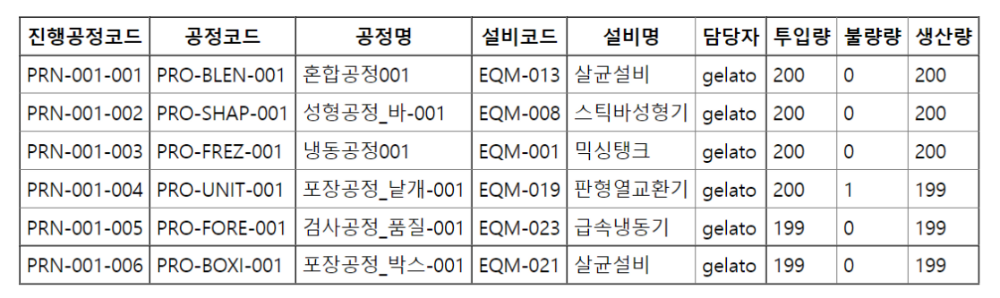 진행공정코드 공정코드 공정명 설비코드 설비명 담당자 투입량 불량량 생산량
PRN-001-001 PRO-BLEN-001 혼합공정001 EQM-013 살균설비 gelato 200 0 200
PRN-001-002 PRO-SHAP-001 성형공정_바-001 EQM-008 스틱바성형기 gelato 200 0 200
PRN-001-003 PRO-FREZ-001 냉동공정001 EQM-001 믹싱탱크 gelato 200 0 200
PRN-001-004 PRO-UNIT-001 포장공정_낱개-001 EQM-019 판형열교환기 gelato 200 1 199
PRN-001-005 PRO-FORE-001 검사공정_품질-001 EQM-023 급속냉동기 gelato 199 0 199
PRN-001-006 PRO-BOXI-001 포장공정_박스-001 EQM-021 살균설비 gelato 199 0 199